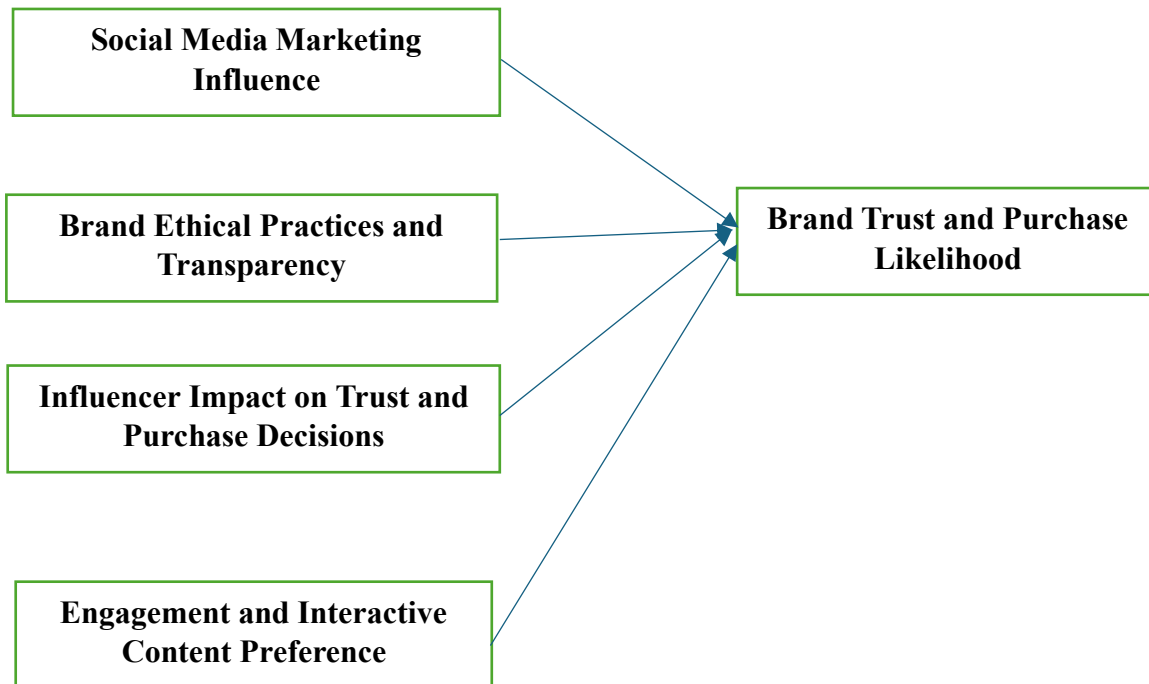 Social Media Marketing
Influence
Brand Ethical Practices and
Transparency
Brand Trust and Purchase
Likelihood
Influencer Impact on Trust and
Purchase Decisions
Engagement and Interactive
Content Preference